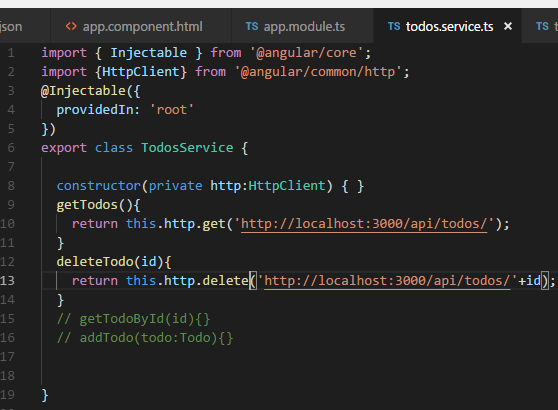 json app.component.html TS app.module.ts TS todos.service.ts × TS
1 import { Injectable } from '@angular/core';
2 import {HttpClient} from '@angular/common/http';
3 @Injectable({
4 providedIn: 'root'
5 })
6 export class TodosService {
7
8 constructor(private http:HttpClient) { }
9 getTodos(){
10 return this.http.get('http://localhost:3000/api/todos/');
11 }
12 deleteTodo(id){
13 return this.http.delete('http://localhost:3000/api/todos/'+id);
14 }
15 // getTodoById(id){}
16 // addTodo(todo:Todo){}
17
18
19 }